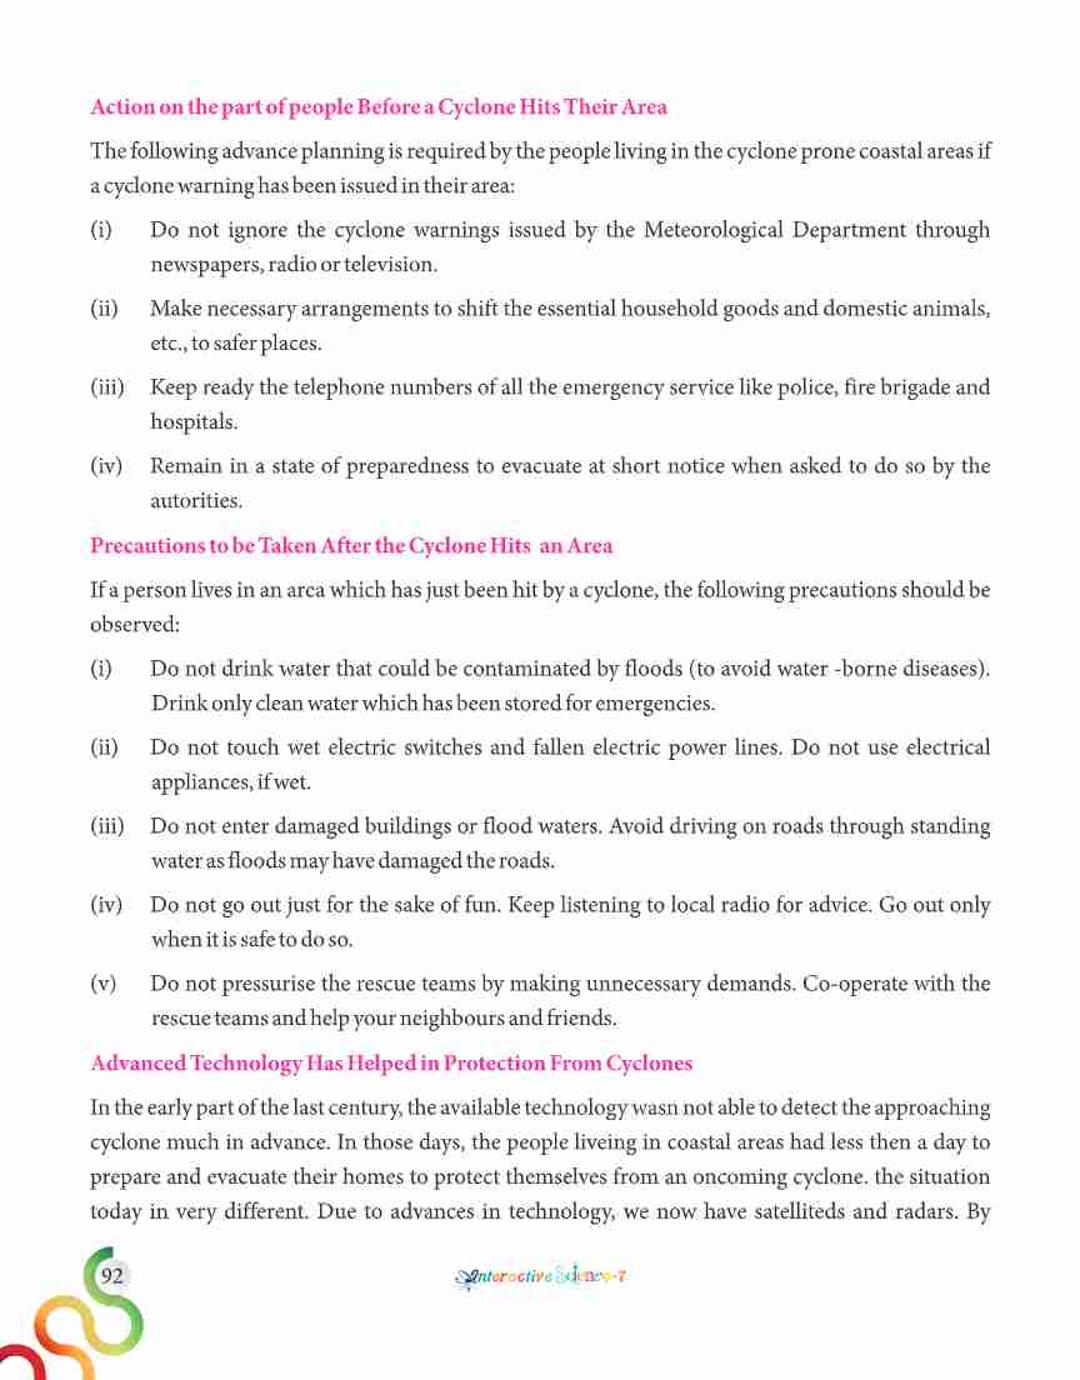 Action on the part of people Before a Cyclone Hits Their Area
The following advance planning is required by the people living in the cyclone prone coastal areas if
a cyclone warning has been issued in their area:
(i) Do not ignore the cyclone warnings issued by the Meteorological Department through
newspapers, radio or television.
(ii) Make necessary arrangements to shift the essential household goods and domestic animals,
etc., to safer places.
(iii) Keep ready the telephone numbers of all the emergency service like police, fire brigade and
hospitals.
(iv) Remain in a state of preparedness to evacuate at short notice when asked to do so by the
autorities.
Precautions to be Taken After the Cyclone Hits an Area
If a person lives in an arca which has just been hit by a cyclone, the following precautions should be
observed:
(i) Do not drink water that could be contaminated by floods (to avoid water -borne diseases).
Drink only clean water which has been stored for emergencies.
(ii) Do not touch wet electric switches and fallen electric power lines. Do not use electrical
appliances, if wet.
(iii) Do not enter damaged buildings or flood waters. Avoid driving on roads through standing
water as floods may have damaged the roads.
(iv) Do not go out just for the sake of fun. Keep listening to local radio for advice. Go out only
when it is safe to do so.
(v) Do not pressurise the rescue teams by making unnecessary demands. Co-operate with the
rescue teams and help your neighbours and friends.
Advanced Technology Has Helped in Protection From Cyclones
In the early part of the last century, the available technology wasn not able to detect the approaching
cyclone much in advance. In those days, the people liveing in coastal areas had less then a day to
prepare and evacuate their homes to protect themselves from an oncoming cyclone. the situation
today in very different. Due to advances in technology, we now have satelliteds and radars. By
92
Interactive Science-7